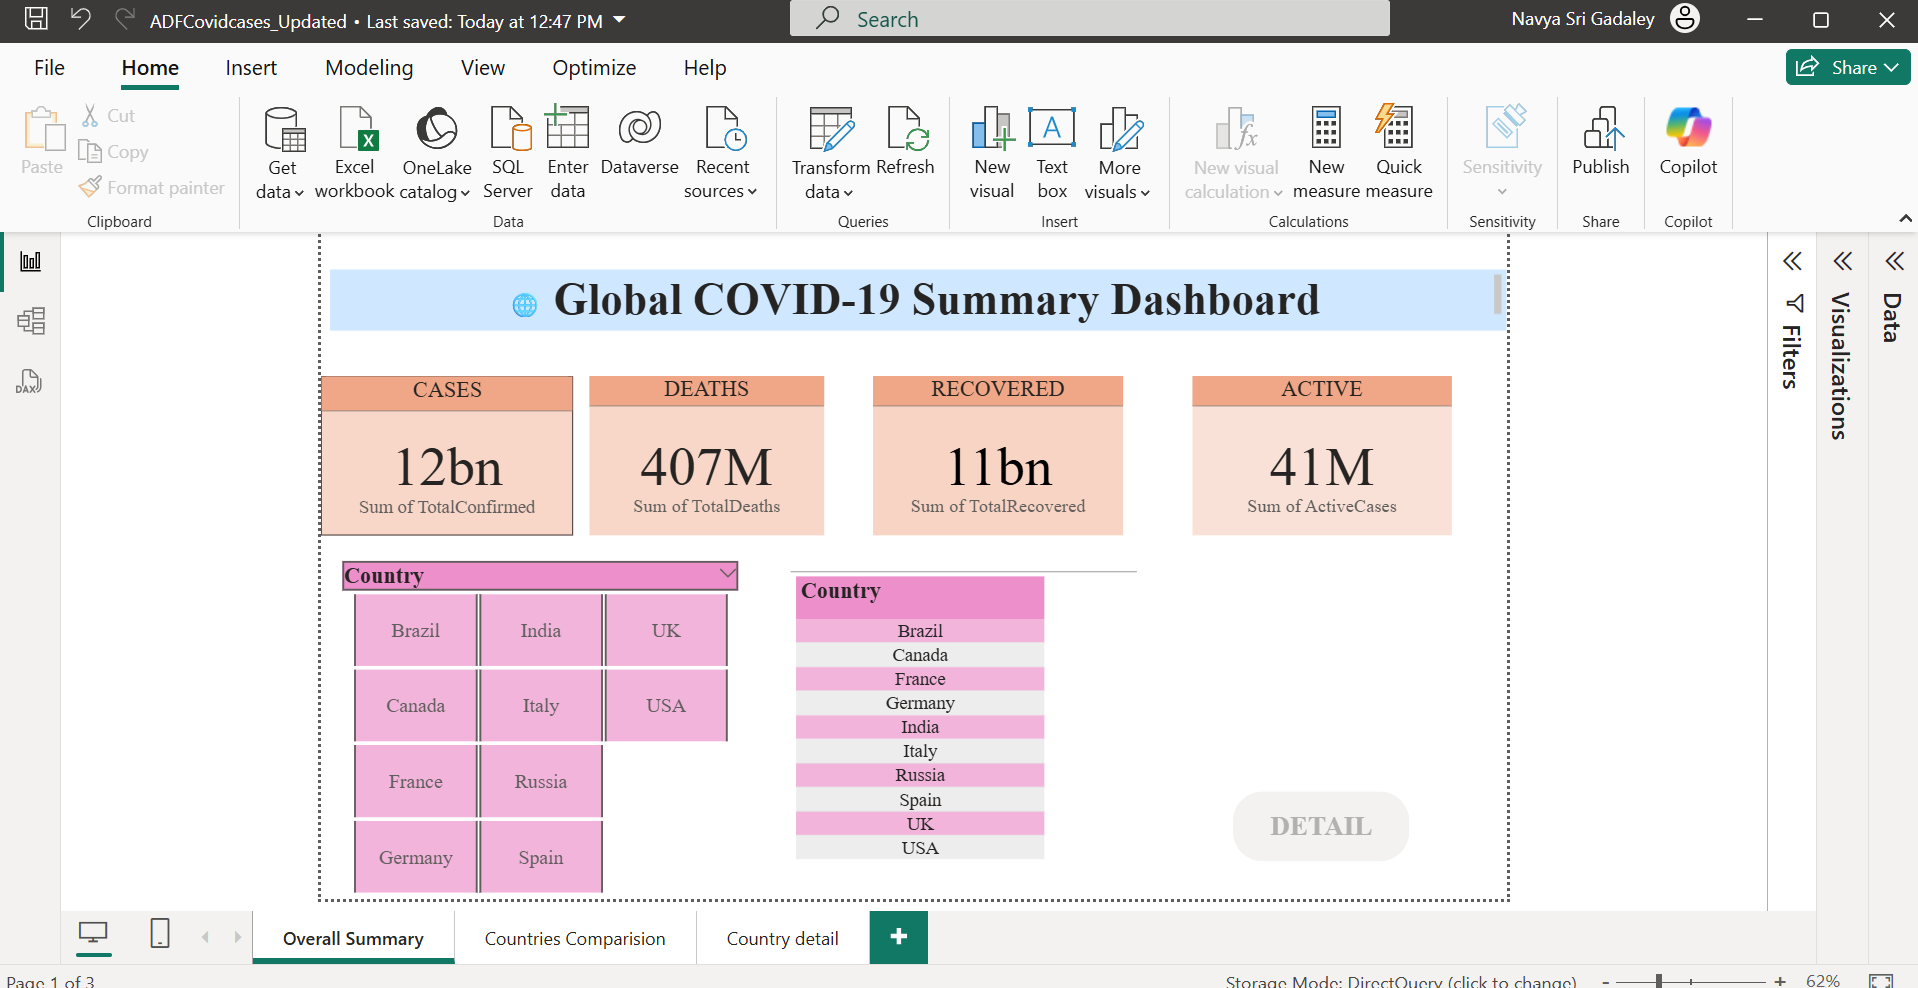 ADFCovidcases_Updated • Last saved: Today at 12:47 PM
Search
Navya Sri Gadaley
File Home Insert Modeling View Optimize Help
Share
Paste
Cut
Copy
Format painter
Clipboard
Get data
Excel workbook
OneLake catalog
SQL Server
Enter data
Dataverse
Recent sources
Data
Transform data
Refresh
Queries
New visual
Text box
A
More visuals
Insert
New visual calculation
New measure
Quick measure
Calculations
Sensitivity
Sensitivity
Publish
Share
Copilot
Copilot
DAX
Global COVID-19 Summary Dashboard
CASES
12bn
Sum of TotalConfirmed
DEATHS
407M
Sum of TotalDeaths
RECOVERED
11bn
Sum of TotalRecovered
ACTIVE
41M
Sum of ActiveCases
Country
Brazil India UK
Canada Italy USA
France Russia
Germany Spain
Country
Brazil
Canada
France
Germany
India
Italy
Russia
Spain
UK
USA
DETAIL
Filters
Visualizations
Data
Overall Summary
Countries Comparision
Country detail
Page 1 of 3
Storage Mode: DirectQuery (click to change)
62%